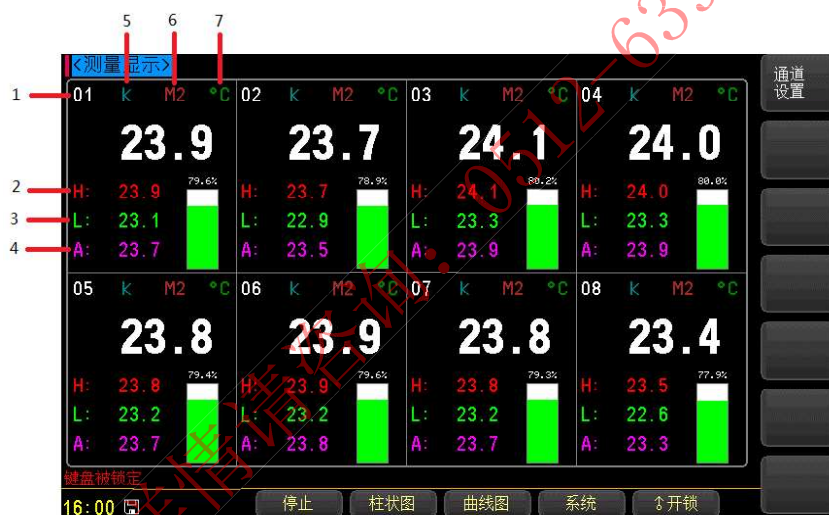 5 6 7
<测量显示>
通道
设置
1 01 k M2 °C 02 k M2 °C 03 k M2 °C 04 k M2 °C
23.9 23.7 24.1 24.0
79.6% 78.9% 80.2% 80.0%
2 H: 23.9 H: 23.7 H: 24.1 H: 24.0
3 L: 23.1 L: 22.9 L: 23.3 L: 23.3
4 A: 23.7 A: 23.5 A: 23.9 A: 23.9
05 k M2 °C 06 k M2 °C 07 k M2 °C 08 k M2 °C
23.8 23.9 23.8 23.4
79.4% 79.6% 79.3% 77.9%
H: 23.8 H: 23.9 H: 23.8 H: 23.5
L: 23.2 L: 23.2 L: 23.2 L: 22.6
A: 23.7 A: 23.8 A: 23.7 A: 23.3
键盘被锁定
16:00 停止 柱状图 曲线图 系统 ⇧开锁
情请咨询：0512-639